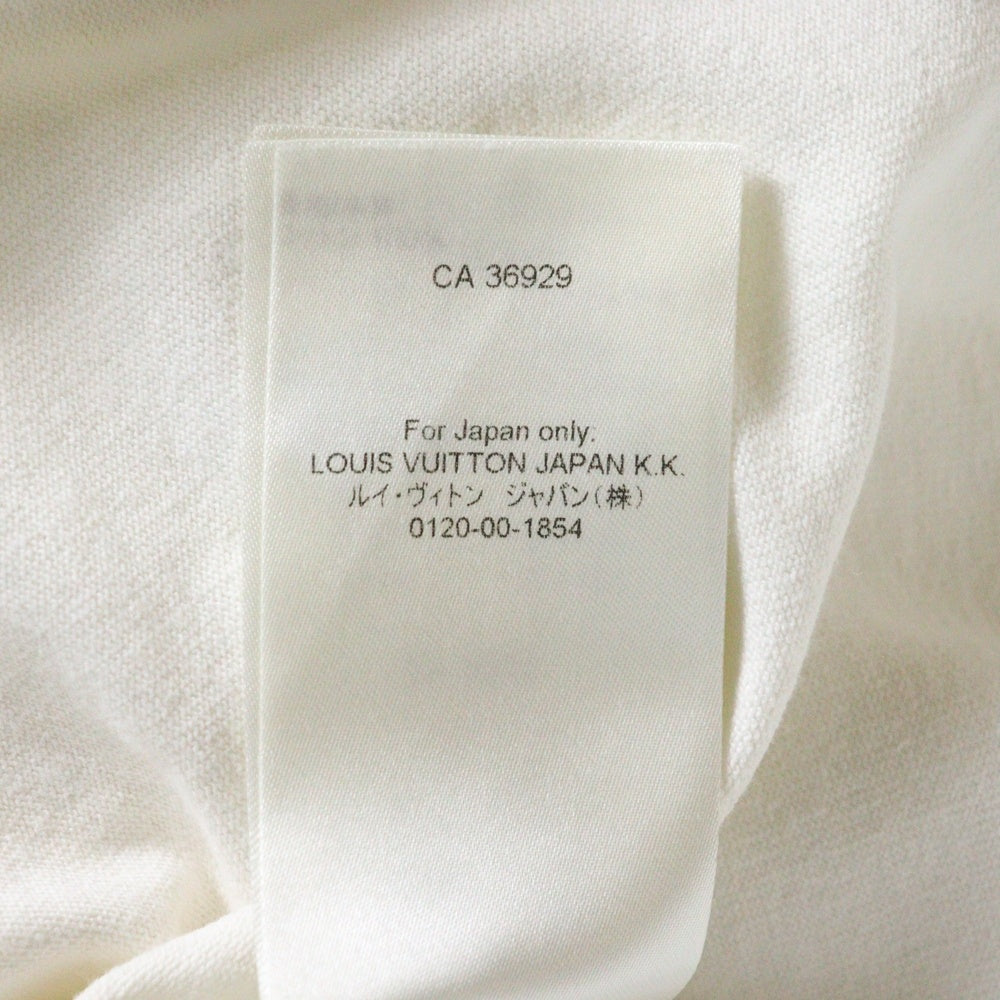 CA 36929
For Japan only:
LOUIS VUITTON JAPAN K.K.
ルイ・ヴィトン　ジャパン(株)
0120-00-1854